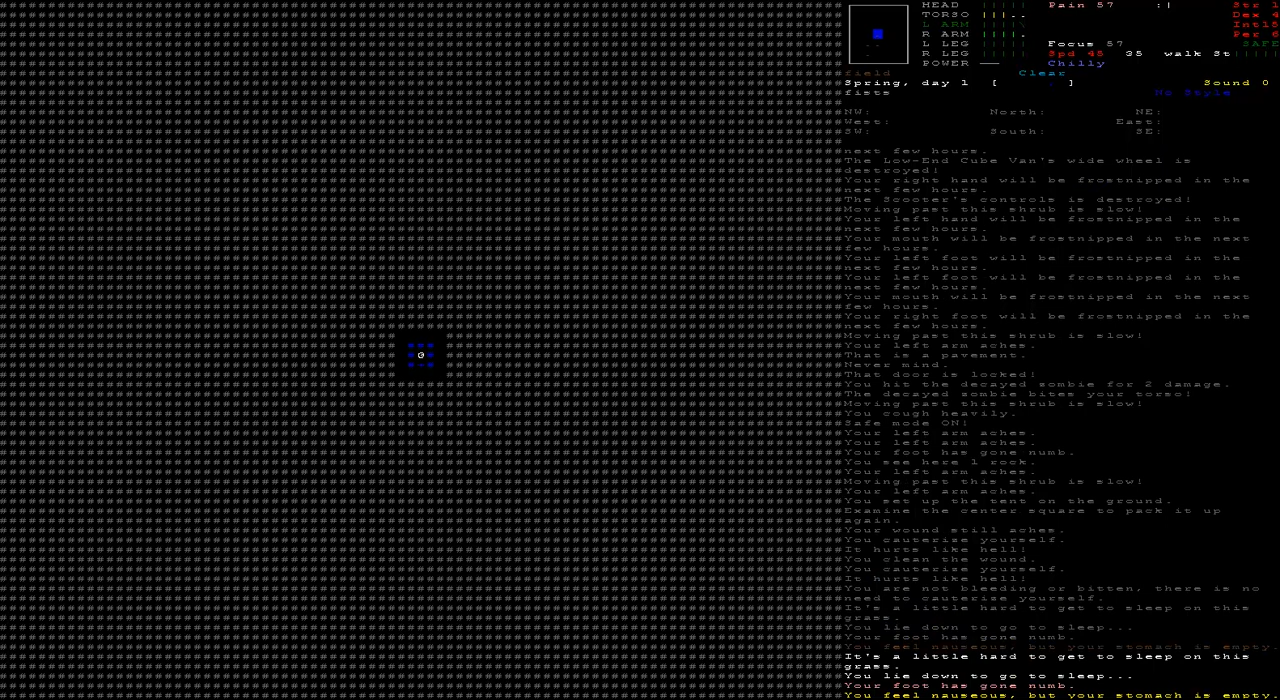 HEAD Pain 57 :| Str 1
TORSO Dex 4
L ARM Int15
R ARM Per 6
L LEG Focus 57 SAFE
R LEG Spd 45 35 walk St
POWER Chilly
field Clear
Spring, day 1 [ ] Sound 0
fists No Style
NW: North: NE:
West: East:
SW: South: SE:
next few hours.
The Low-End Cube Van's wide wheel is
destroyed!
Your right hand will be frostnipped in the
next few hours.
The Scooter's controls is destroyed!
Moving past this shrub is slow!
Your left hand will be frostnipped in the
next few hours.
Your mouth will be frostnipped in the next
few hours.
Your left foot will be frostnipped in the
next few hours.
Your left foot will be frostnipped in the
next few hours.
Your mouth will be frostnipped in the next
few hours.
Your right foot will be frostnipped in the
next few hours.
Moving past this shrub is slow!
Your left arm aches.
That is a pavement.
Never mind.
That door is locked!
You hit the decayed zombie for 2 damage.
The decayed zombie bites your torso!
Moving past this shrub is slow!
You cough heavily.
Safe mode ON!
Your left arm aches.
Your left arm aches.
Your foot has gone numb.
You see here 1 rock.
Your left arm aches.
Moving past this shrub is slow!
Your left arm aches.
You set up the tent on the ground.
Examine the center square to pack it up
again.
Your wound still aches.
You cauterize yourself.
It hurts like hell!
You clean the wound.
You cauterize yourself.
It hurts like hell!
You are not bleeding or bitten, there is no
need to cauterize yourself.
It's a little hard to get to sleep on this
grass.
You lie down to go to sleep...
Your foot has gone numb.
You feel nauseous, but your stomach is empty.
It's a little hard to get to sleep on this
grass.
You lie down to go to sleep...
Your foot has gone numb.
You feel nauseous, but your stomach is empty